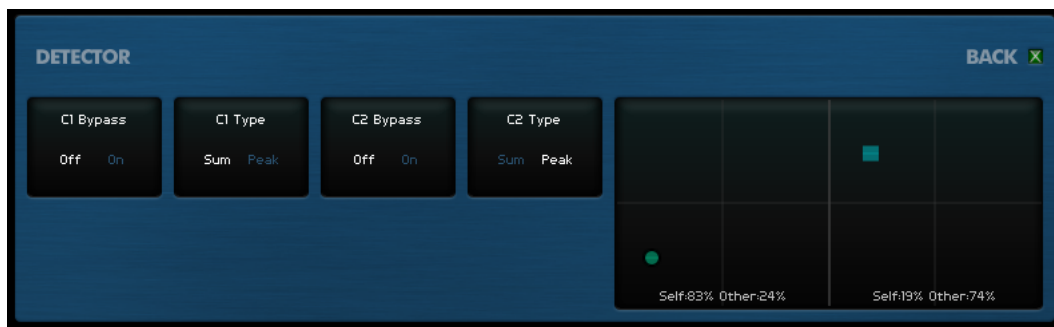 DETECTOR
BACK X
C1 Bypass
Off On
C1 Type
Sum Peak
C2 Bypass
Off On
C2 Type
Sum Peak
Self:83% Other:24%
Self:19% Other:74%